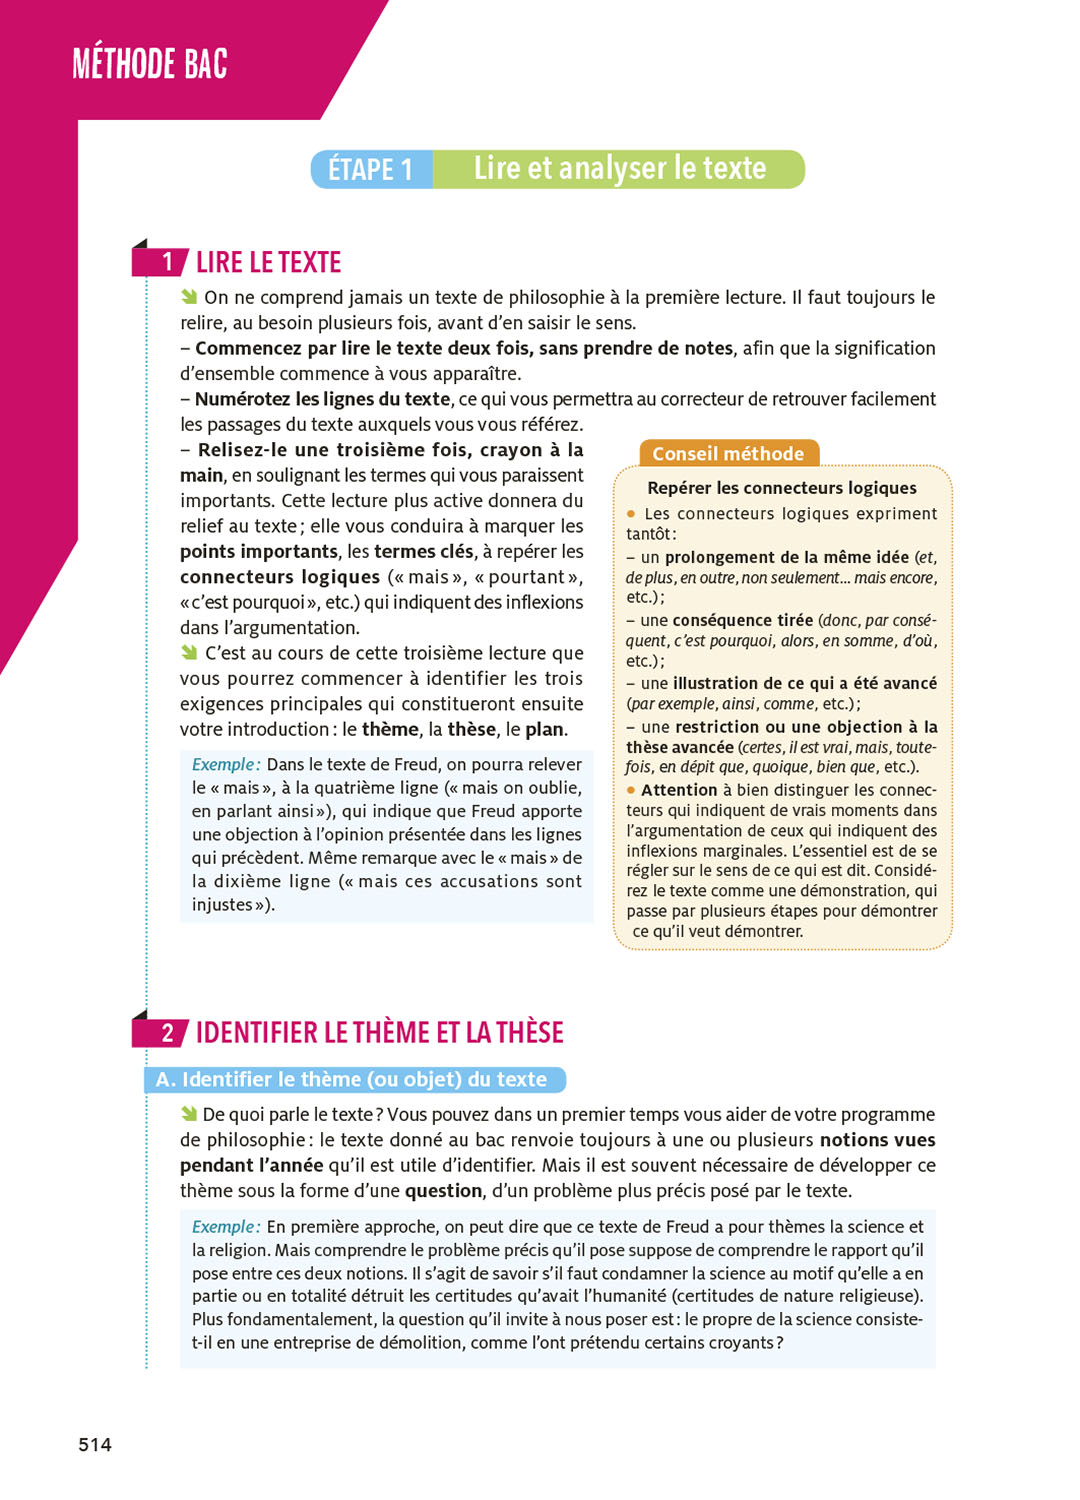 MÉTHODE BAC
ÉTAPE 1 Lire et analyser le texte
1 LIRE LE TEXTE
On ne comprend jamais un texte de philosophie à la première lecture. Il faut toujours le
relire, au besoin plusieurs fois, avant d’en saisir le sens.
– Commencez par lire le texte deux fois, sans prendre de notes, afin que la signification
d’ensemble commence à vous apparaître.
– Numérotez les lignes du texte, ce qui vous permettra au correcteur de retrouver facilement
les passages du texte auxquels vous vous référez.
– Relisez-le une troisième fois, crayon à la
main, en soulignant les termes qui vous paraissent
importants. Cette lecture plus active donnera du
relief au texte ; elle vous conduira à marquer les
points importants, les termes clés, à repérer les
connecteurs logiques (« mais », « pourtant »,
« c’est pourquoi », etc.) qui indiquent des inflexions
dans l’argumentation.
C’est au cours de cette troisième lecture que
vous pourrez commencer à identifier les trois
exigences principales qui constitueront ensuite
votre introduction : le thème, la thèse, le plan.
Exemple : Dans le texte de Freud, on pourra relever
le « mais », à la quatrième ligne (« mais on oublie,
en parlant ainsi »), qui indique que Freud apporte
une objection à l’opinion présentée dans les lignes
qui précèdent. Même remarque avec le « mais » de
la dixième ligne (« mais ces accusations sont
injustes »).
Conseil méthode
Repérer les connecteurs logiques
• Les connecteurs logiques expriment
tantôt :
– un prolongement de la même idée (et,
de plus, en outre, non seulement... mais encore,
etc.) ;
– une conséquence tirée (donc, par consé-
quent, c’est pourquoi, alors, en somme, d’où,
etc.) ;
– une illustration de ce qui a été avancé
(par exemple, ainsi, comme, etc.) ;
– une restriction ou une objection à la
thèse avancée (certes, il est vrai, mais, toute-
fois, en dépit que, quoique, bien que, etc.).
• Attention à bien distinguer les connec-
teurs qui indiquent de vrais moments dans
l’argumentation de ceux qui indiquent des
inflexions marginales. L’essentiel est de se
régler sur le sens de ce qui est dit. Considé-
rez le texte comme une démonstration, qui
passe par plusieurs étapes pour démontrer
ce qu’il veut démontrer.
2 IDENTIFIER LE THÈME ET LA THÈSE
A. Identifier le thème (ou objet) du texte
De quoi parle le texte ? Vous pouvez dans un premier temps vous aider de votre programme
de philosophie : le texte donné au bac renvoie toujours à une ou plusieurs notions vues
pendant l’année qu’il est utile d’identifier. Mais il est souvent nécessaire de développer ce
thème sous la forme d’une question, d’un problème plus précis posé par le texte.
Exemple : En première approche, on peut dire que ce texte de Freud a pour thèmes la science et
la religion. Mais comprendre le problème précis qu’il pose suppose de comprendre le rapport qu’il
pose entre ces deux notions. Il s’agit de savoir s’il faut condamner la science au motif qu’elle a en
partie ou en totalité détruit les certitudes qu’avait l’humanité (certitudes de nature religieuse).
Plus fondamentalement, la question qu’il invite à nous poser est : le propre de la science consiste-
t-il en une entreprise de démolition, comme l’ont prétendu certains croyants ?
514